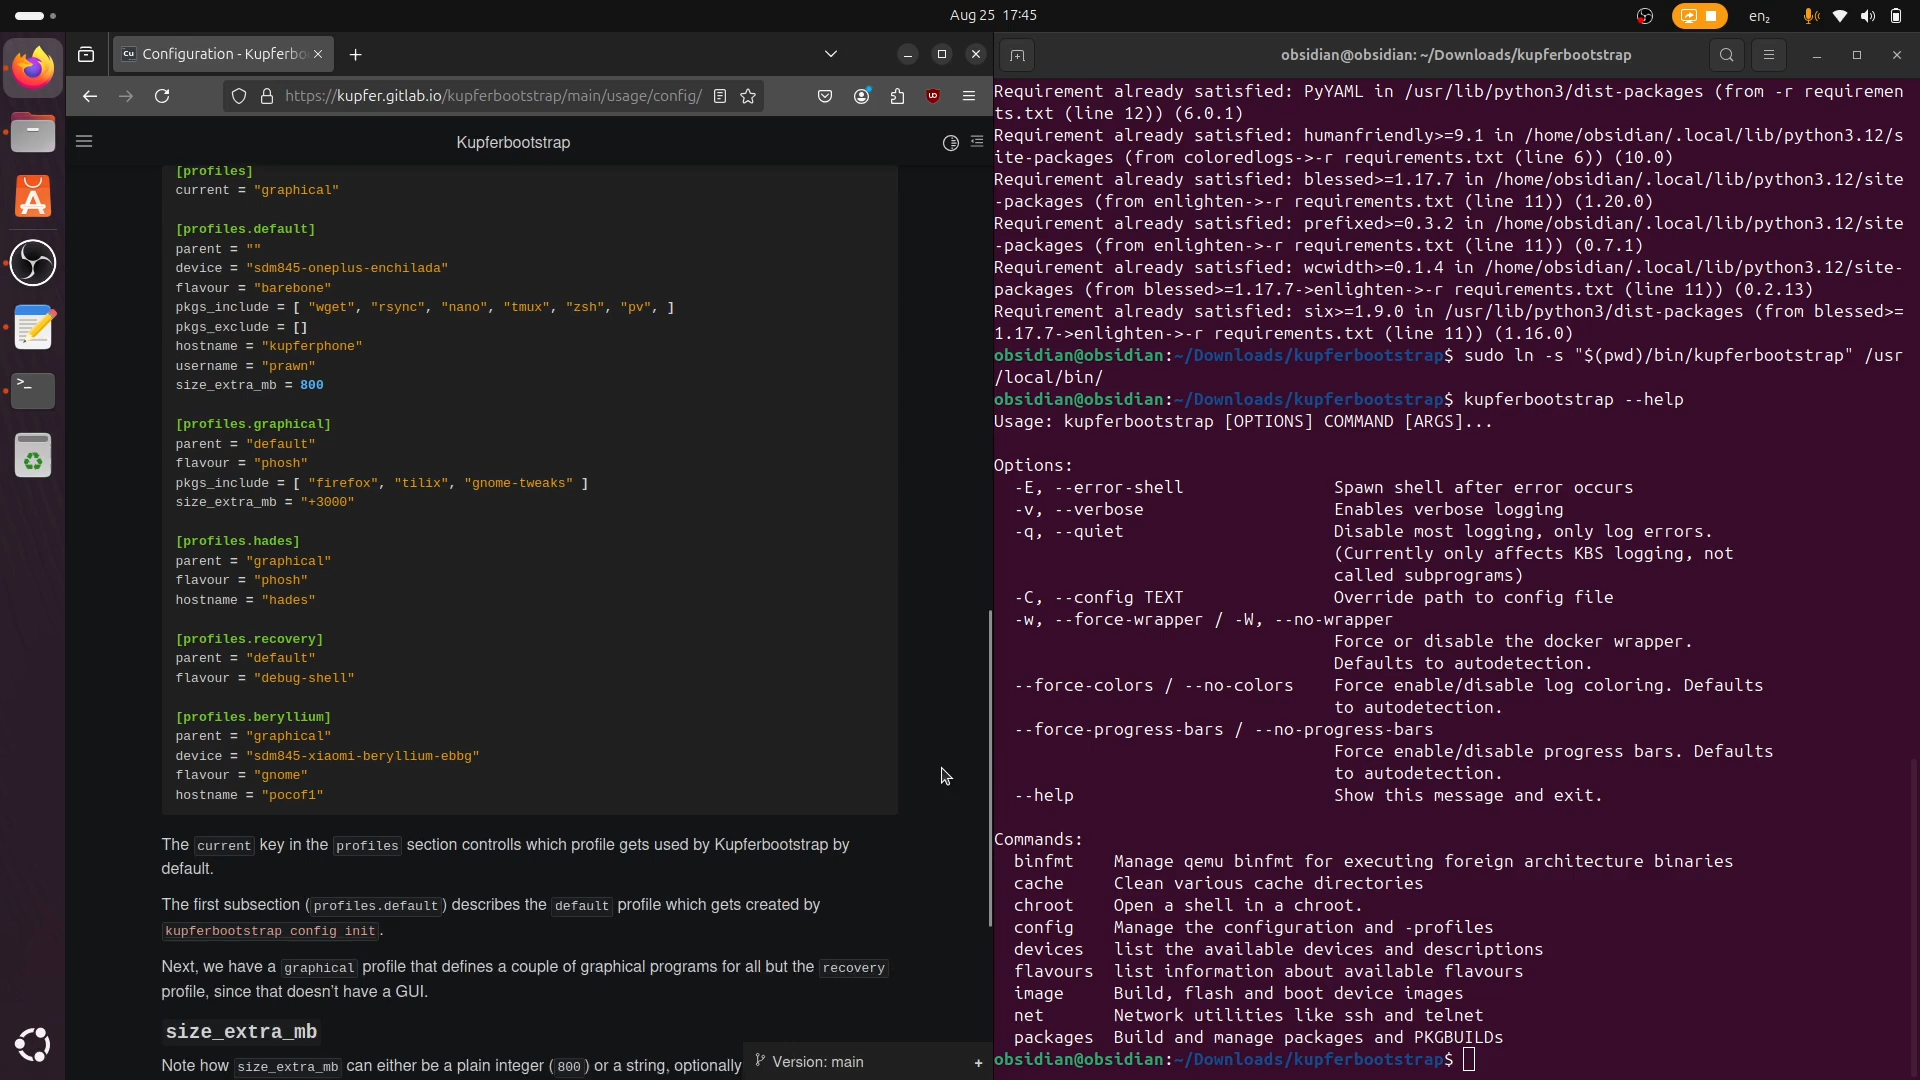 Aug 25 17:45
en₂
Configuration - Kupferbo
https://kupfer.gitlab.io/kupferbootstrap/main/usage/config/
Kupferbootstrap
[profiles]
current = "graphical"
[profiles.default]
parent = ""
device = "sdm845-oneplus-enchilada"
flavour = "barebone"
pkgs_include = [ "wget", "rsync", "nano", "tmux", "zsh", "pv", ]
pkgs_exclude = []
hostname = "kupferphone"
username = "prawn"
size_extra_mb = 800
[profiles.graphical]
parent = "default"
flavour = "phosh"
pkgs_include = [ "firefox", "tilix", "gnome-tweaks" ]
size_extra_mb = "+3000"
[profiles.hades]
parent = "graphical"
flavour = "phosh"
hostname = "hades"
[profiles.recovery]
parent = "default"
flavour = "debug-shell"
[profiles.beryllium]
parent = "graphical"
device = "sdm845-xiaomi-beryllium-ebbg"
flavour = "gnome"
hostname = "pocof1"
The current key in the profiles section controlls which profile gets used by Kupferbootstrap by
default.
The first subsection (profiles.default) describes the default profile which gets created by
kupferbootstrap config init.
Next, we have a graphical profile that defines a couple of graphical programs for all but the recovery
profile, since that doesn't have a GUI.
size_extra_mb
Note how size_extra_mb can either be a plain integer (800) or a string, optionally
Version: main +
obsidian@obsidian: ~/Downloads/kupferbootstrap
Requirement already satisfied: PyYAML in /usr/lib/python3/dist-packages (from -r requiremen
ts.txt (line 12)) (6.0.1)
Requirement already satisfied: humanfriendly>=9.1 in /home/obsidian/.local/lib/python3.12/s
ite-packages (from coloredlogs->-r requirements.txt (line 6)) (10.0)
Requirement already satisfied: blessed>=1.17.7 in /home/obsidian/.local/lib/python3.12/site
-packages (from enlighten->-r requirements.txt (line 11)) (1.20.0)
Requirement already satisfied: prefixed>=0.3.2 in /home/obsidian/.local/lib/python3.12/site
-packages (from enlighten->-r requirements.txt (line 11)) (0.7.1)
Requirement already satisfied: wcwidth>=0.1.4 in /home/obsidian/.local/lib/python3.12/site-
packages (from blessed>=1.17.7->enlighten->-r requirements.txt (line 11)) (0.2.13)
Requirement already satisfied: six>=1.9.0 in /usr/lib/python3/dist-packages (from blessed>=
1.17.7->enlighten->-r requirements.txt (line 11)) (1.16.0)
obsidian@obsidian:~/Downloads/kupferbootstrap$ sudo ln -s "$(pwd)/bin/kupferbootstrap" /usr
/local/bin/
obsidian@obsidian:~/Downloads/kupferbootstrap$ kupferbootstrap --help
Usage: kupferbootstrap [OPTIONS] COMMAND [ARGS]...
Options:
-E, --error-shell Spawn shell after error occurs
-v, --verbose Enables verbose logging
-q, --quiet Disable most logging, only log errors.
(Currently only affects KBS logging, not
called subprograms)
-C, --config TEXT Override path to config file
-w, --force-wrapper / -W, --no-wrapper
Force or disable the docker wrapper.
Defaults to autodetection.
--force-colors / --no-colors Force enable/disable log coloring. Defaults
to autodetection.
--force-progress-bars / --no-progress-bars
Force enable/disable progress bars. Defaults
to autodetection.
--help Show this message and exit.
Commands:
binfmt Manage qemu binfmt for executing foreign architecture binaries
cache Clean various cache directories
chroot Open a shell in a chroot.
config Manage the configuration and -profiles
devices list the available devices and descriptions
flavours list information about available flavours
image Build, flash and boot device images
net Network utilities like ssh and telnet
packages Build and manage packages and PKGBUILDs
obsidian@obsidian:~/Downloads/kupferbootstrap$